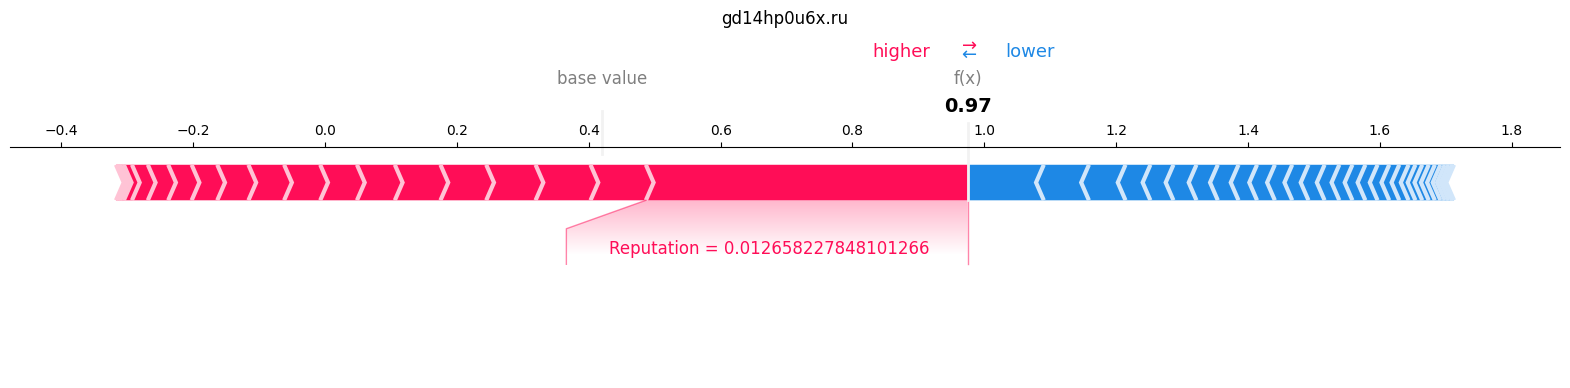 gd14hp0u6x.ru
higher ⇄ lower
base value f(x)
0.97
−0.4 −0.2 0.0 0.2 0.4 0.6 0.8 1.0 1.2 1.4 1.6 1.8
Reputation = 0.012658227848101266